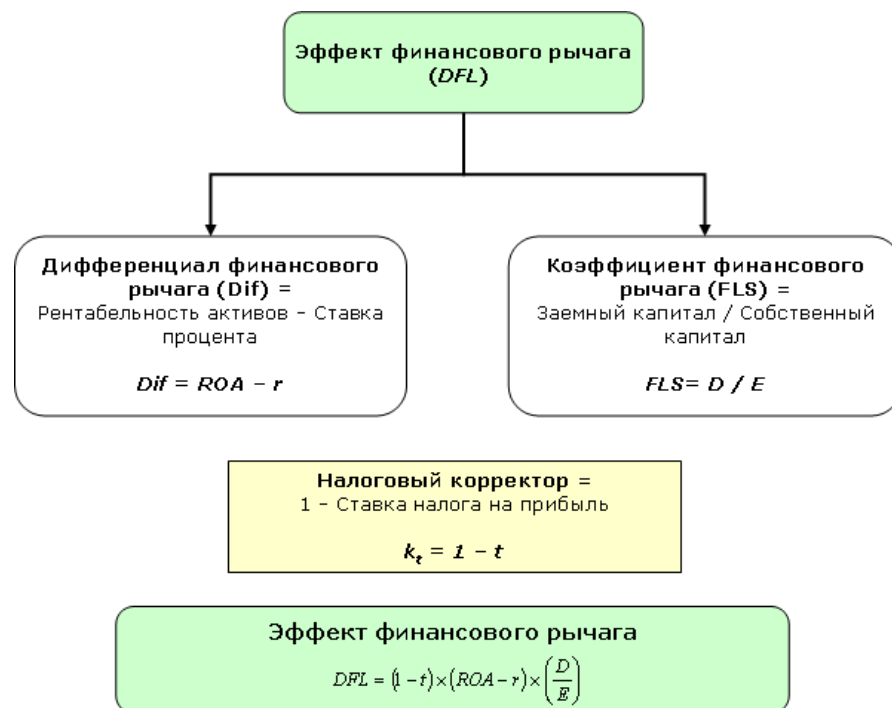 Эффект финансового рычага
(DFL)
Дифференциал финансового
рычага (Dif) =
Рентабельность активов - Ставка
процента
Dif = ROA – r
Коэффициент финансового
рычага (FLS) =
Заемный капитал / Собственный
капитал
FLS= D / E
Налоговый корректор =
1 - Ставка налога на прибыль
kt = 1 – t
Эффект финансового рычага
DFL = (1-t)×(ROA-r)×(D/E)